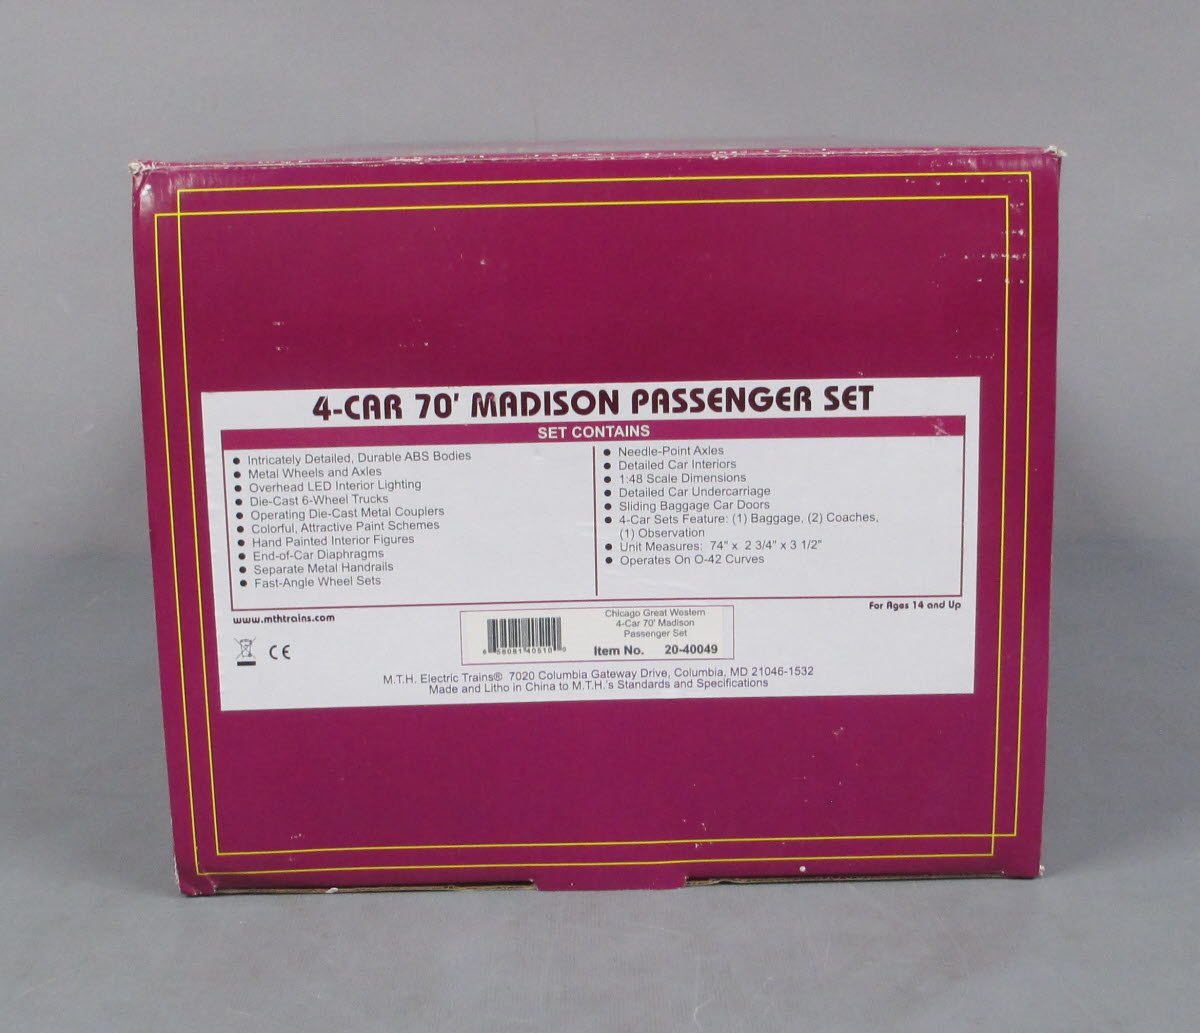 4-CAR 70' MADISON PASSENGER SET
SET CONTAINS
● Intricately Detailed, Durable ABS Bodies
● Metal Wheels and Axles
● Overhead LED Interior Lighting
● Die-Cast 6-Wheel Trucks
● Operating Die-Cast Metal Couplers
● Colorful, Attractive Paint Schemes
● Hand Painted Interior Figures
● End-of-Car Diaphragms
● Separate Metal Handrails
● Fast-Angle Wheel Sets
● Needle-Point Axles
● Detailed Car Interiors
● 1:48 Scale Dimensions
● Detailed Car Undercarriage
● Sliding Baggage Car Doors
● 4-Car Sets Feature: (1) Baggage, (2) Coaches,
(1) Observation
● Unit Measures: 74" x 2 3/4" x 3 1/2"
● Operates On O-42 Curves
www.mthtrains.com
For Ages 14 and Up
CE
Chicago Great Western
4-Car 70' Madison
Passenger Set
6 58081 40510 0
Item No. 20-40049
M.T.H. Electric Trains® 7020 Columbia Gateway Drive, Columbia, MD 21046-1532
Made and Litho in China to M.T.H.'s Standards and Specifications